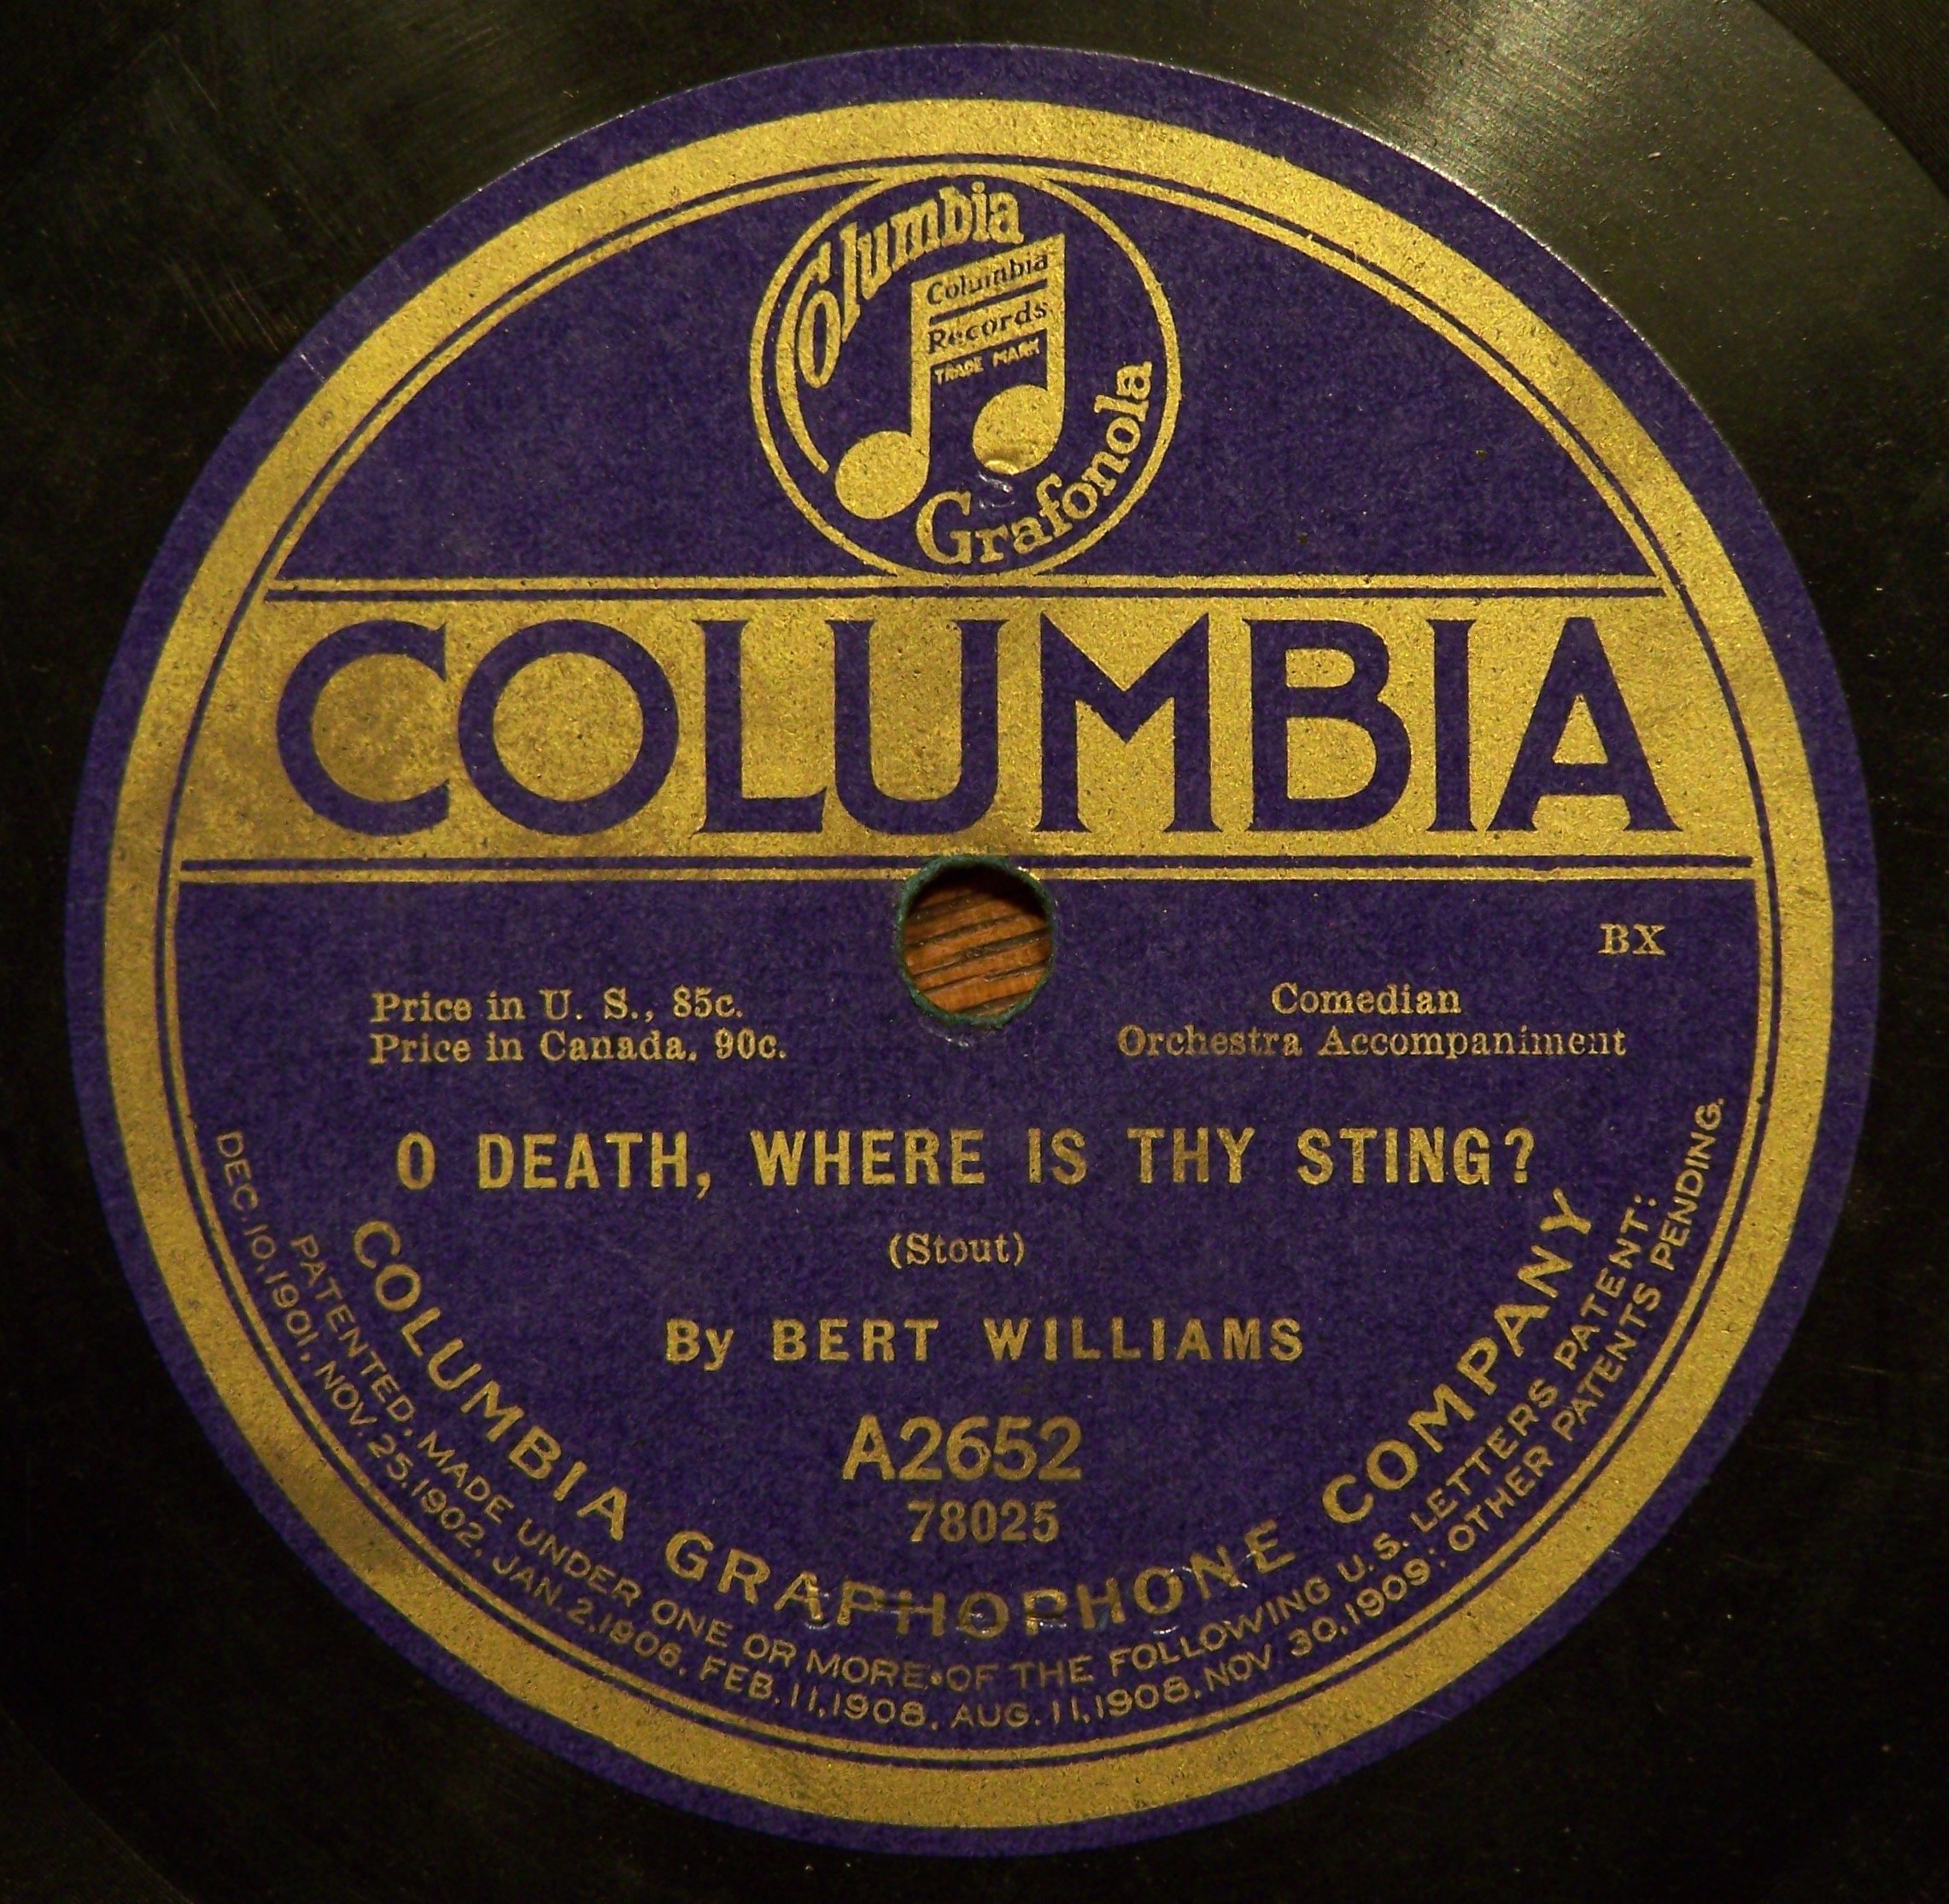 Columbia
Columbia
Records
TRADE MARK
Grafonola
COLUMBIA
BX
Price in U. S., 85c.
Price in Canada, 90c.
Comedian
Orchestra Accompaniment
O DEATH, WHERE IS THY STING?
(Stout)
By BERT WILLIAMS
A2652
78025
COLUMBIA GRAPHOPHONE COMPANY
PATENTED, MADE UNDER ONE OR MORE OF THE FOLLOWING U.S. LETTERS PATENT:
DEC. 10, 1901, NOV. 25, 1902, JAN. 2, 1906, FEB. 11, 1908, AUG. 11, 1908, NOV 30, 1909; OTHER PATENTS PENDING.